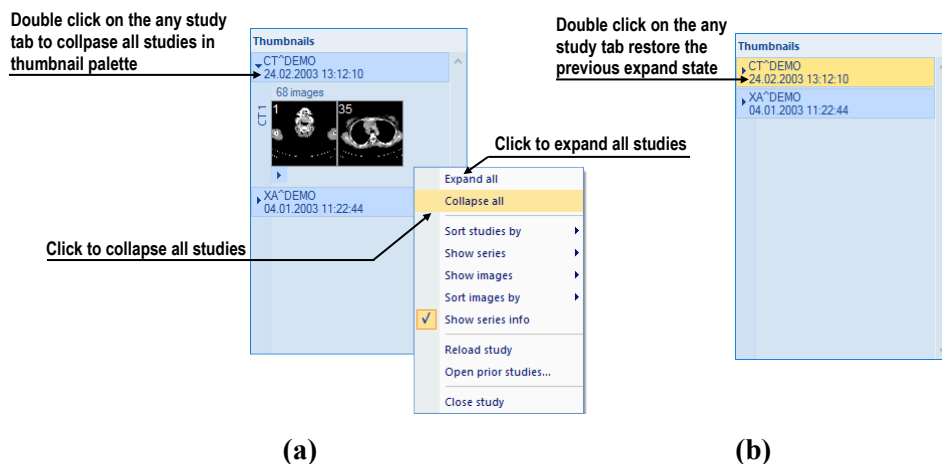 Double click on the any study
tab to collpase all studies in
thumbnail palette
Thumbnails
CT^DEMO
24.02.2003 13:12:10
68 images
CT 1
1
35
XA^DEMO
04.01.2003 11:22:44
Click to expand all studies
Click to collapse all studies
Expand all
Collapse all
Sort studies by
Show series
Show images
Sort images by
Show series info
Reload study
Open prior studies...
Close study
(a)
Double click on the any
study tab restore the
previous expand state
Thumbnails
CT^DEMO
24.02.2003 13:12:10
XA^DEMO
04.01.2003 11:22:44
(b)